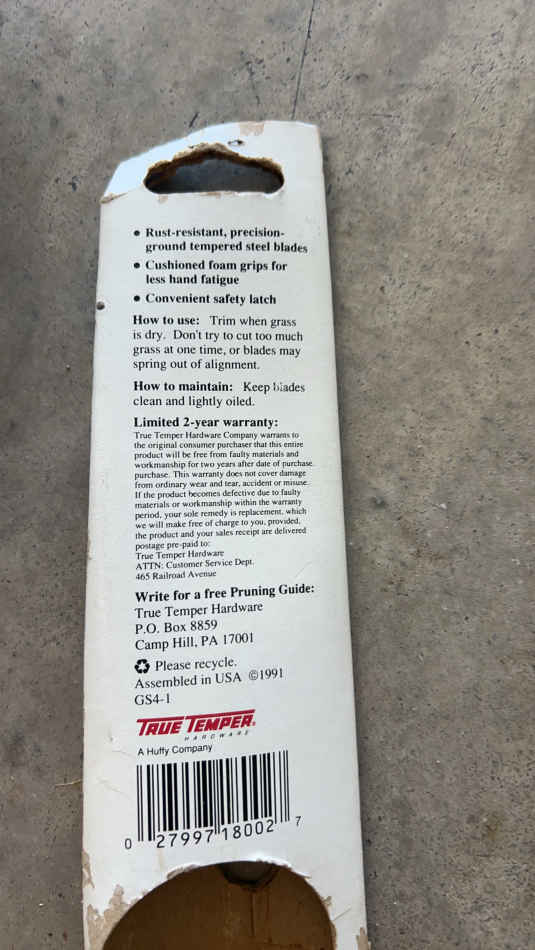 • Rust-resistant, precision-
ground tempered steel blades
• Cushioned foam grips for
less hand fatigue
• Convenient safety latch
How to use: Trim when grass
is dry. Don't try to cut too much
grass at one time, or blades may
spring out of alignment.
How to maintain: Keep blades
clean and lightly oiled.
Limited 2-year warranty:
True Temper Hardware Company warrants to
the original consumer purchaser that this entire
product will be free from faulty materials and
workmanship for two years after date of purchase.
purchase. This warranty does not cover damage
from ordinary wear and tear, accident or misuse.
If the product becomes defective due to faulty
materials or workmanship within the warranty
period, your sole remedy is replacement, which
we will make free of charge to you, provided,
the product and your sales receipt are delivered
postage pre-paid to:
True Temper Hardware
ATTN: Customer Service Dept.
465 Railroad Avenue
Write for a free Pruning Guide:
True Temper Hardware
P.O. Box 8859
Camp Hill, PA 17001
Please recycle.
Assembled in USA ©1991
GS4-1
TRUE TEMPER®
HARDWARE
A Huffy Company
0 27997 18002 7